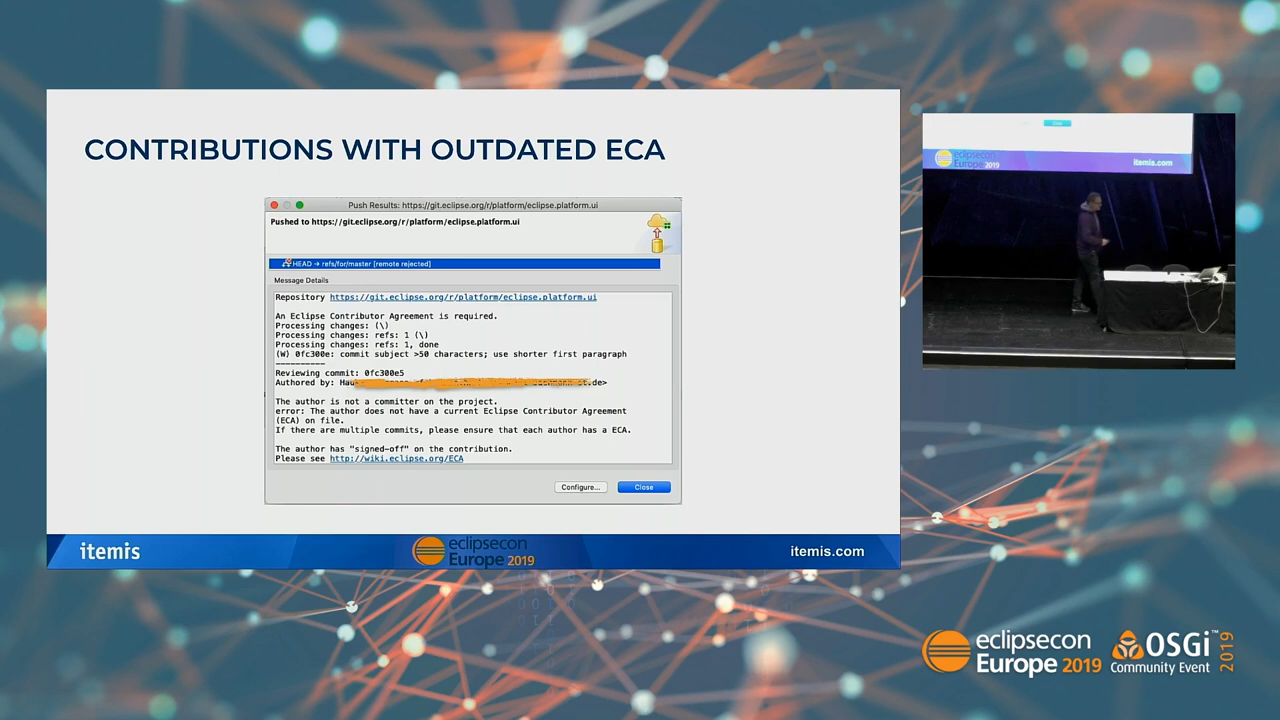 CONTRIBUTIONS WITH OUTDATED ECA
Push Results: https://git.eclipse.org/r/platform/eclipse.platform.ui
Pushed to https://git.eclipse.org/r/platform/eclipse.platform.ui
HEAD → refs/for/master [remote rejected]
Message Details
Repository https://git.eclipse.org/r/platform/eclipse.platform.ui
An Eclipse Contributor Agreement is required.
Processing changes: (\)
Processing changes: refs: 1 (\)
Processing changes: refs: 1, done
(W) 0fc300e: commit subject >50 characters; use shorter first paragraph
----------
Reviewing commit: 0fc300e5
Authored by:
The author is not a committer on the project.
error: The author does not have a current Eclipse Contributor Agreement
(ECA) on file.
If there are multiple commits, please ensure that each author has a ECA.
The author has "signed-off" on the contribution.
Please see http://wiki.eclipse.org/ECA
Configure...
Close
itemis
eclipsecon
Europe 2019
itemis.com
eclipsecon
Europe 2019
itemis.com
eclipsecon
Europe 2019
OSGi™
Community Event
2019